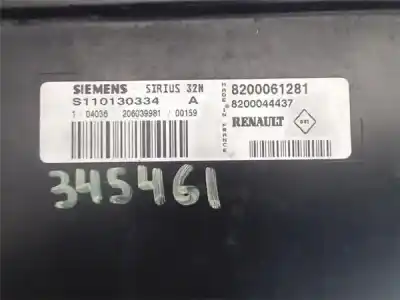 SIEMENS SIRIUS 32N
S110130334 A
1 04036 206039981 / 00159
MADE IN FRANCE
8200061281
8200044437
RENAULT
345461